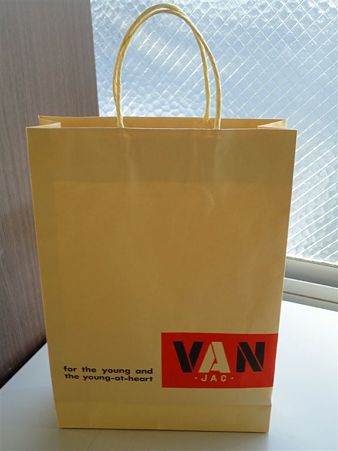 for the young and
the young-at-heart
VAN
·JAC·